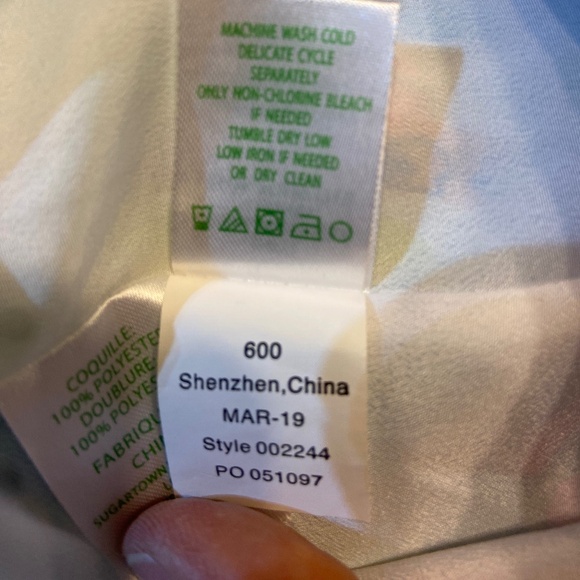 MACHINE WASH COLD
DELICATE CYCLE
SEPARATELY
ONLY NON-CHLORINE BLEACH
IF NEEDED
TUMBLE DRY LOW
LOW IRON IF NEEDED
OR DRY CLEAN
600
Shenzhen,China
MAR-19
Style 002244
PO 051097
COQUILLE:
100% POLYESTE
DOUBLURE
100% POLYES
FABRIQU
CHI
SUGARTOWN